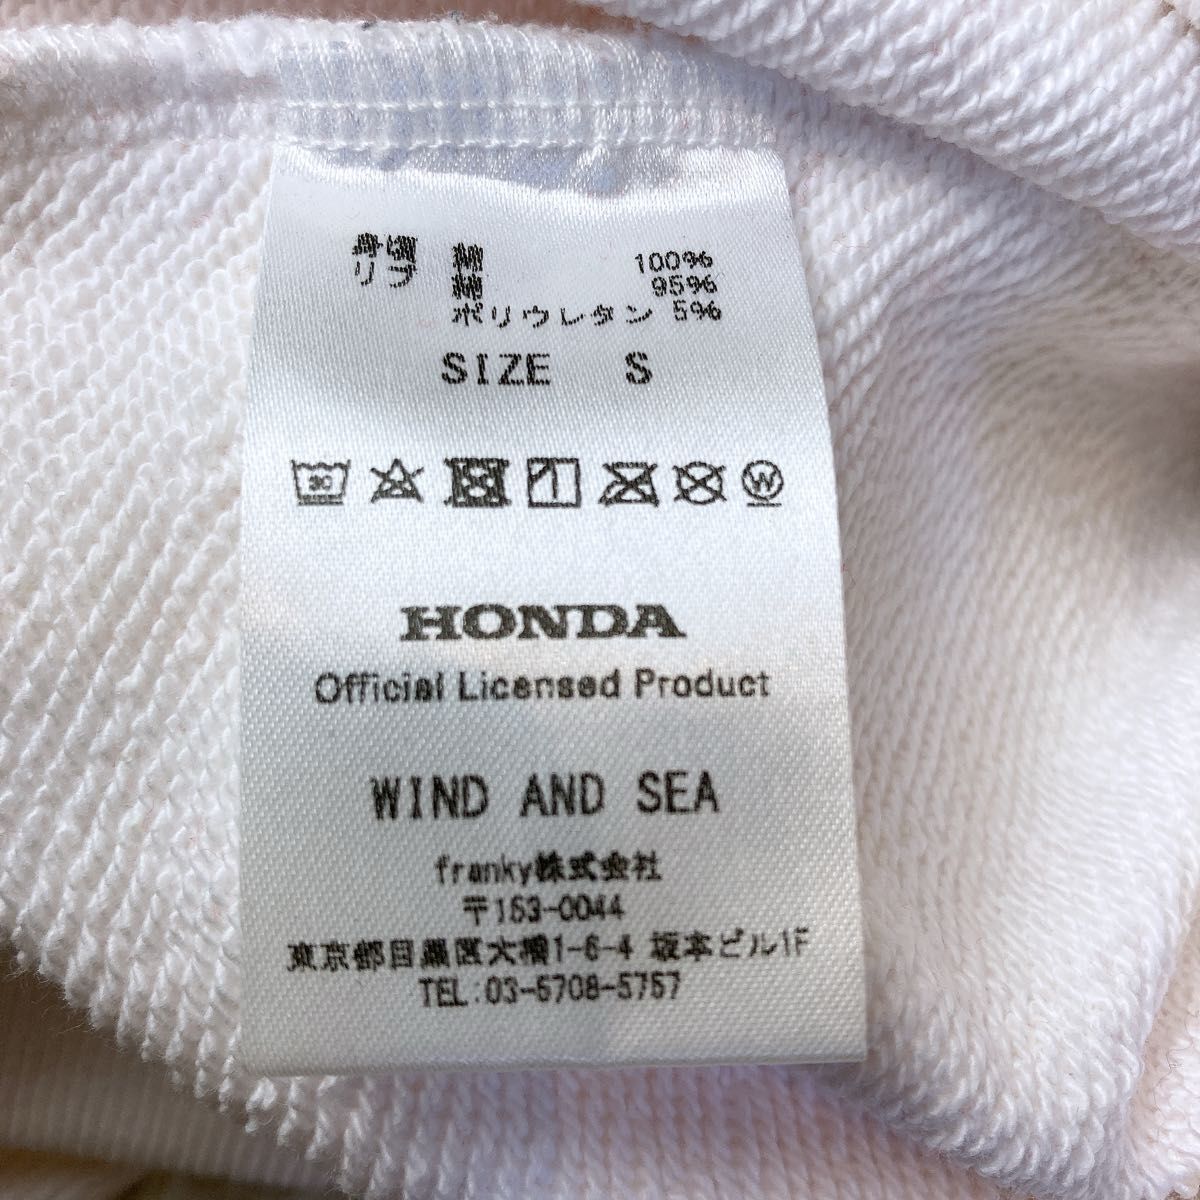 身頃 綿 100%
リブ 綿 95%
ポリウレタン 5%
SIZE S
30
W
HONDA
Official Licensed Product
WIND AND SEA
franky株式会社
〒153-0044
東京都目黒区大橋1-6-4 坂本ビル1F
TEL:03-5708-5757